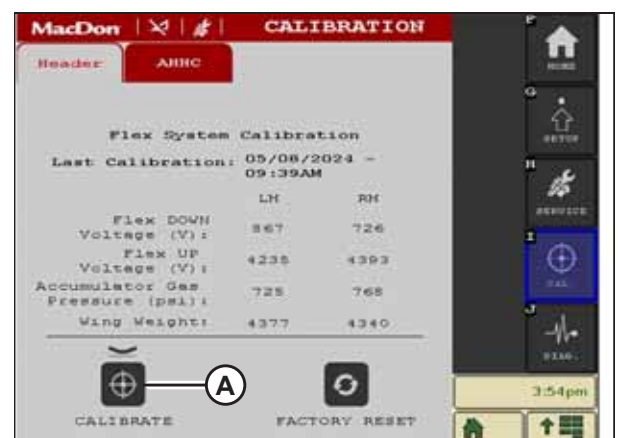 MacDon CALIBRATION
Header AHHC
F HOME
G SETUP
Flex System Calibration
Last Calibration: 05/08/2024 -
09:39AM
H SERVICE
LH RH
Flex DOWN
Voltage (V): 867 726
Flex UP
Voltage (V): 4235 4393
I CAL.
Accumulator Gas
Pressure (psi): 725 768
Wing Weight: 4377 4340
J DIAG.
A
3:54pm
CALIBRATE FACTORY RESET